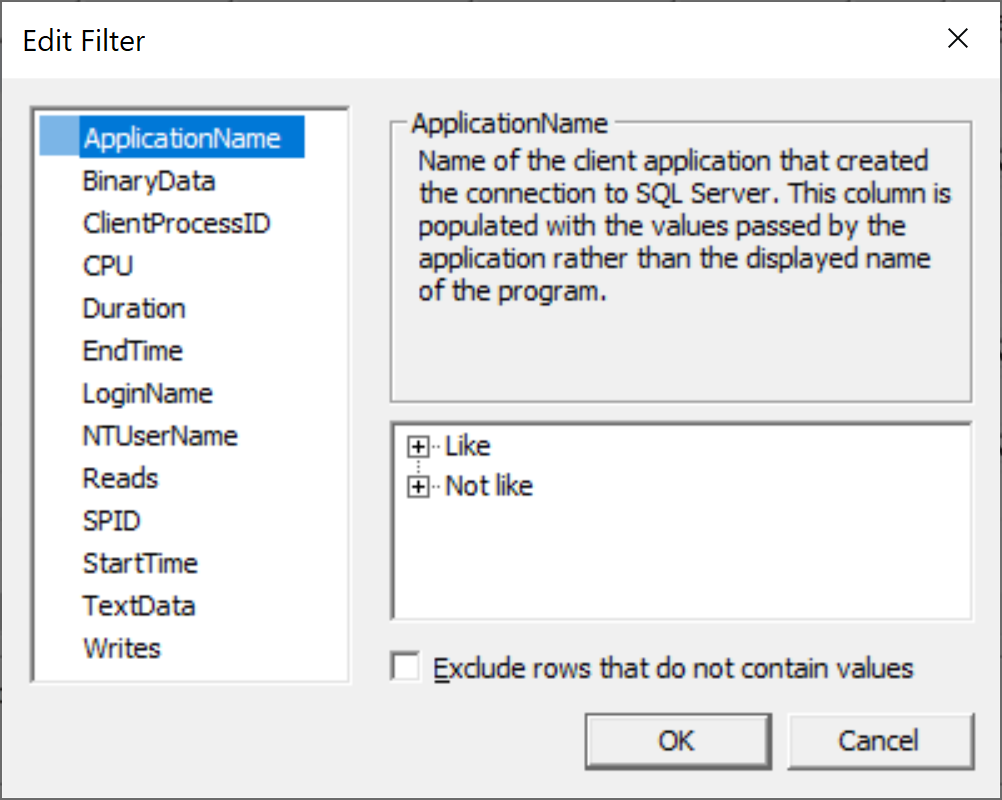 Edit Filter
ApplicationName
BinaryData
ClientProcessID
CPU
Duration
EndTime
LoginName
NTUserName
Reads
SPID
StartTime
TextData
Writes
ApplicationName
Name of the client application that created
the connection to SQL Server. This column is
populated with the values passed by the
application rather than the displayed name
of the program.
Like
Not like
Exclude rows that do not contain values
OK
Cancel